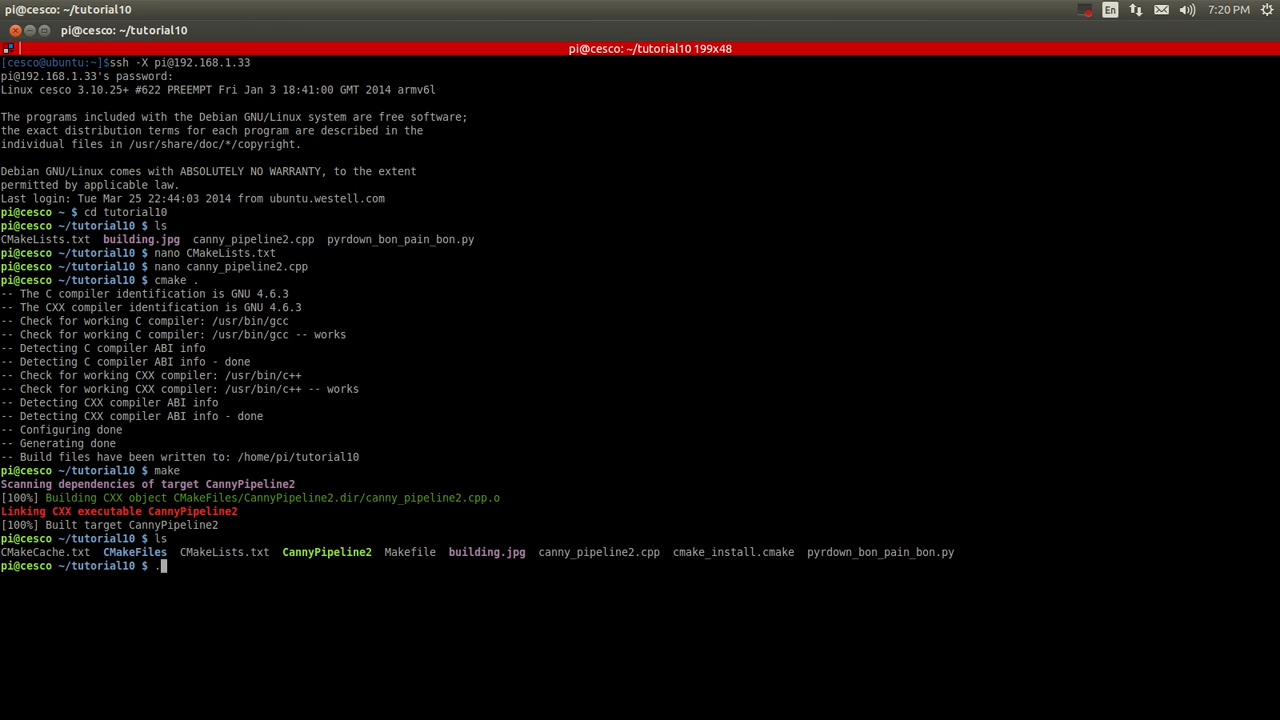 pi@cesco: ~/tutorial10
En
7:20 PM
pi@cesco: ~/tutorial10
pi@cesco: ~/tutorial10 199x48
[cesco@ubuntu:~]$ssh -X pi@192.168.1.33
pi@192.168.1.33's password:
Linux cesco 3.10.25+ #622 PREEMPT Fri Jan 3 18:41:00 GMT 2014 armv6l
The programs included with the Debian GNU/Linux system are free software;
the exact distribution terms for each program are described in the
individual files in /usr/share/doc/*/copyright.
Debian GNU/Linux comes with ABSOLUTELY NO WARRANTY, to the extent
permitted by applicable law.
Last login: Tue Mar 25 22:44:03 2014 from ubuntu.westell.com
pi@cesco ~ $ cd tutorial10
pi@cesco ~/tutorial10 $ ls
CMakeLists.txt  building.jpg  canny_pipeline2.cpp  pyrdown_bon_pain_bon.py
pi@cesco ~/tutorial10 $ nano CMakeLists.txt
pi@cesco ~/tutorial10 $ nano canny_pipeline2.cpp
pi@cesco ~/tutorial10 $ cmake .
-- The C compiler identification is GNU 4.6.3
-- The CXX compiler identification is GNU 4.6.3
-- Check for working C compiler: /usr/bin/gcc
-- Check for working C compiler: /usr/bin/gcc -- works
-- Detecting C compiler ABI info
-- Detecting C compiler ABI info - done
-- Check for working CXX compiler: /usr/bin/c++
-- Check for working CXX compiler: /usr/bin/c++ -- works
-- Detecting CXX compiler ABI info
-- Detecting CXX compiler ABI info - done
-- Configuring done
-- Generating done
-- Build files have been written to: /home/pi/tutorial10
pi@cesco ~/tutorial10 $ make
Scanning dependencies of target CannyPipeline2
[100%] Building CXX object CMakeFiles/CannyPipeline2.dir/canny_pipeline2.cpp.o
Linking CXX executable CannyPipeline2
[100%] Built target CannyPipeline2
pi@cesco ~/tutorial10 $ ls
CMakeCache.txt  CMakeFiles  CMakeLists.txt  CannyPipeline2  Makefile  building.jpg  canny_pipeline2.cpp  cmake_install.cmake  pyrdown_bon_pain_bon.py
pi@cesco ~/tutorial10 $ .